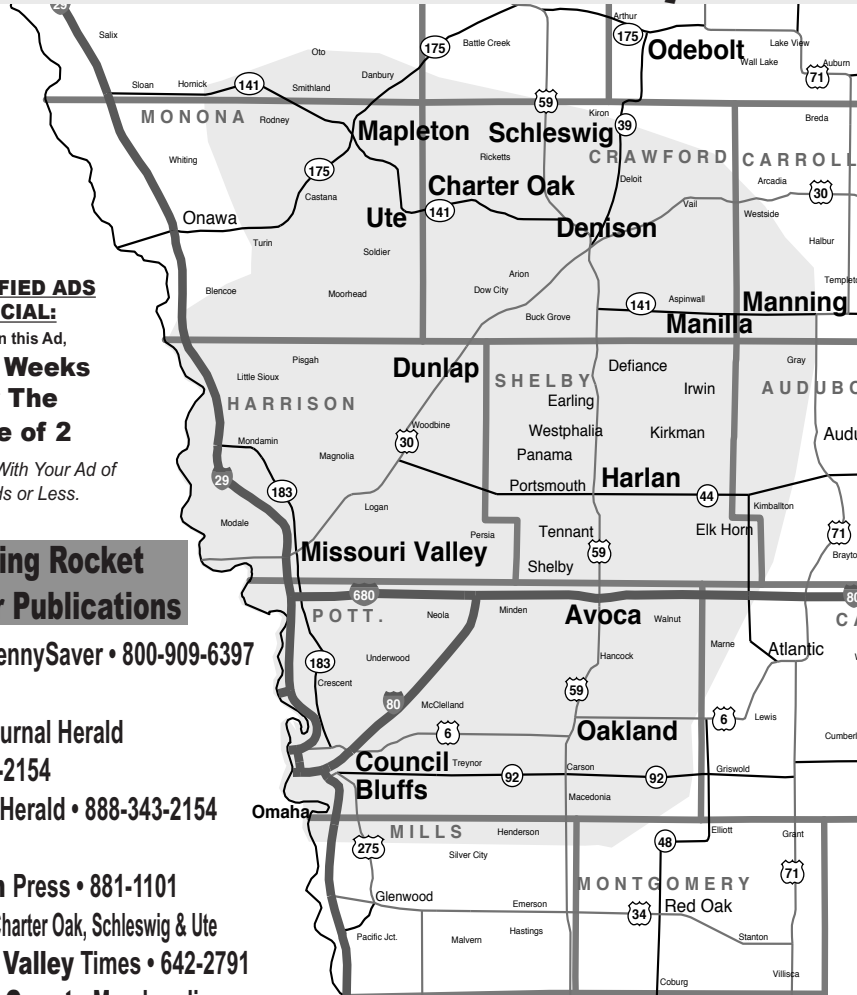 29
Salix
Arthur
175
Battle Creek
175
Odebolt
Lake View
Wall Lake
Auburn
71
Oto
Danbury
Sloan
Hornick
141
Smithland
59
MONONA
Rodney
Mapleton
Schleswig
Kiron
39
Breda
Whiting
175
Ricketts
CRAWFORD
CARROLL
Castana
Charter Oak
Deloit
Arcadia
30
Onawa
Ute
141
Vail
Westside
Denison
Turin
Soldier
Halbur
Arion
Blencoe
Moorhead
Dow City
Buck Grove
141
Aspinwall
Manning
Manilla
FIED ADS
CIAL:
n this Ad,
Weeks
The
e of 2
With Your Ad of
ds or Less.
Pisgah
Little Sioux
Dunlap
Defiance
Gray
SHELBY
Irwin
HARRISON
Earling
Woodbine
Mondamin
30
Westphalia
Kirkman
Magnolia
Panama
29
183
Portsmouth
Harlan
44
Logan
Kimballton
Modale
Persia
Tennant
Elk Horn
71
Missouri Valley
59
Shelby
ing Rocket
r Publications
680
80
POTT.
Neola
Minden
Avoca
Walnut
ennySaver • 800-909-6397
183
Underwood
Hancock
Marne
Atlantic
Crescent
80
McClelland
59
6
Lewis
urnal Herald
6
Oakland
-2154
Council
Bluffs
Treynor
92
Carson
92
Griswold
Herald • 888-343-2154
Omaha
Macedonia
MILLS
Henderson
Elliott
Grant
275
Silver City
48
71
n Press • 881-1101
MONTGOMERY
Glenwood
Emerson
34
Red Oak
Charter Oak, Schleswig & Ute
Pacific Jct.
Malvern
Hastings
Stanton
Valley Times • 642-2791
Villisca
Coburg